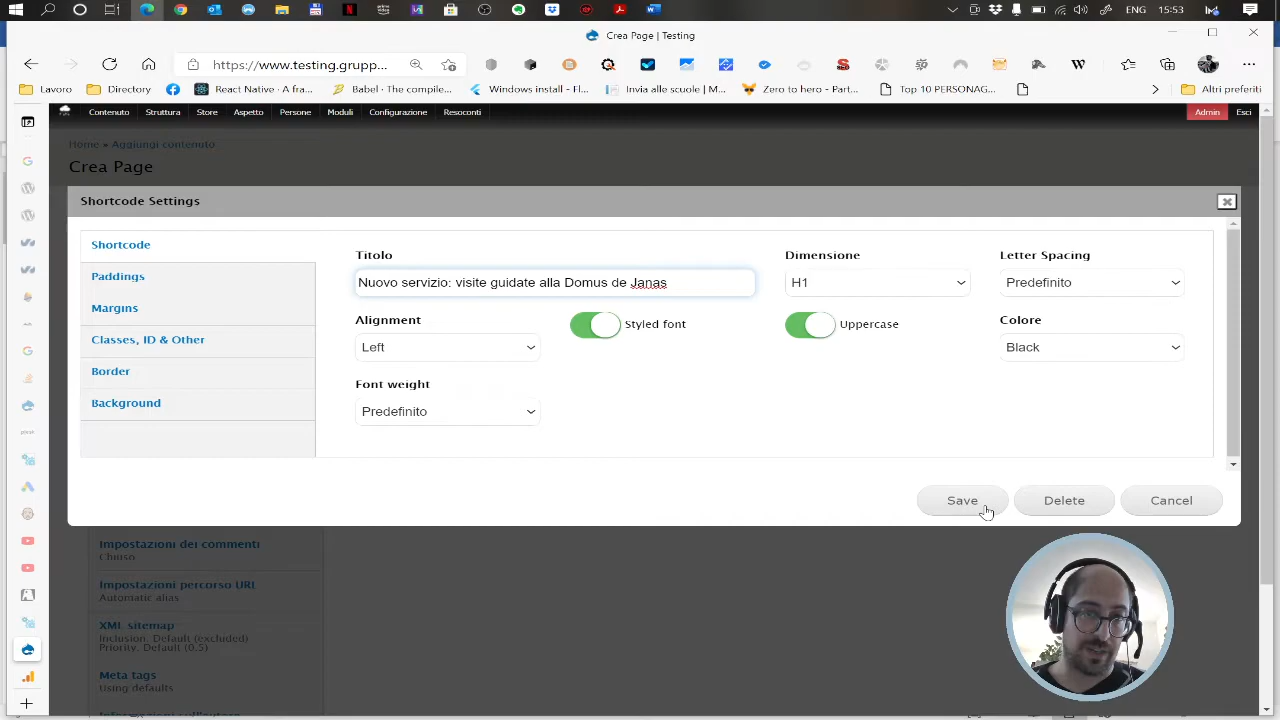 ENG 15:53
Crea Page | Testing
https://www.testing.grupp...
Lavoro Directory React Native - A fra... Babel - The compile... Windows install - Fl... Invia alle scuole | M... Zero to hero - Part... Top 10 PERSONAG... Altri preferiti
Contenuto Struttura Store Aspetto Persone Moduli Configurazione Resoconti Admin Esci
Home » Aggiungi contenuto
Crea Page
Shortcode Settings
Shortcode
Paddings
Margins
Classes, ID & Other
Border
Background
Titolo Dimensione Letter Spacing
Nuovo servizio: visite guidate alla Domus de Janas H1 Predefinito
Alignment Styled font Uppercase Colore
Left Black
Font weight
Predefinito
Save Delete Cancel
Impostazioni dei commenti
Chiuso
Impostazioni percorso URL
Automatic alias
XML sitemap
Inclusion: Default (excluded)
Priority: Default (0.5)
Meta tags
Using defaults